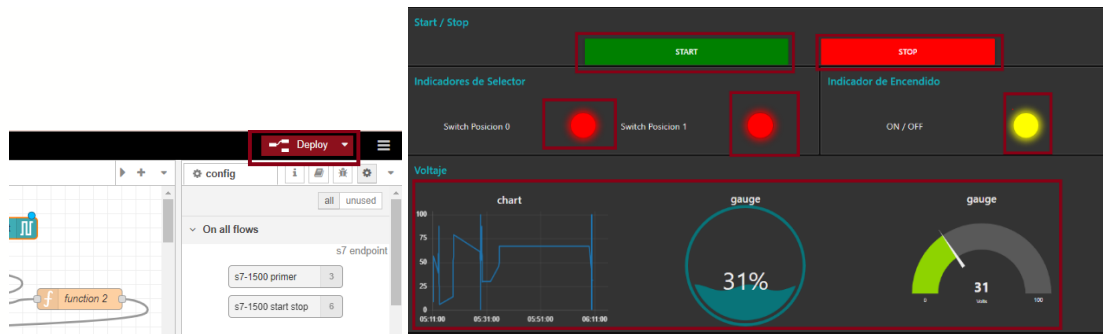 Deploy
config
i
all unused
On all flows
s7 endpoint
s7-1500 primer 3
s7-1500 start stop 6
f function 2
Start / Stop
START STOP
Indicadores de Selector
Indicador de Encendido
Switch Posicion 0 Switch Posicion 1
ON / OFF
Voltaje
chart
100
75
50
25
0
05:11:00 05:31:00 05:51:00 06:11:00
gauge
31%
gauge
31
Units
0 100